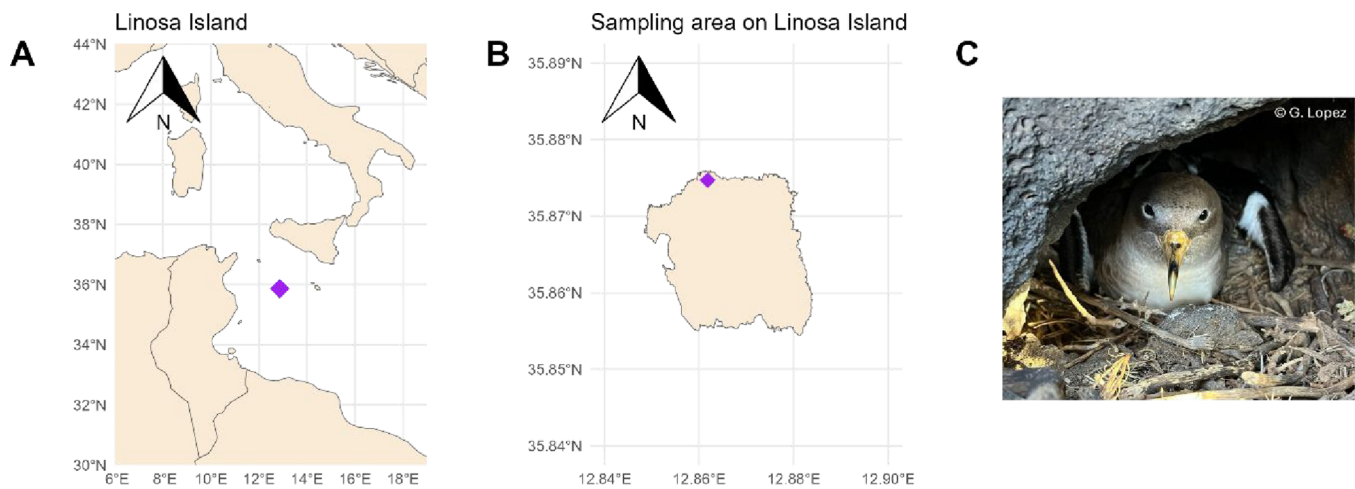 A
Linosa Island
44°N
42°N
40°N
38°N
36°N
34°N
32°N
30°N
6°E 8°E 10°E 12°E 14°E 16°E 18°E
N
B
Sampling area on Linosa Island
35.89°N
35.88°N
35.87°N
35.86°N
35.85°N
35.84°N
12.84°E 12.86°E 12.88°E 12.90°E
N
C
© G. Lopez